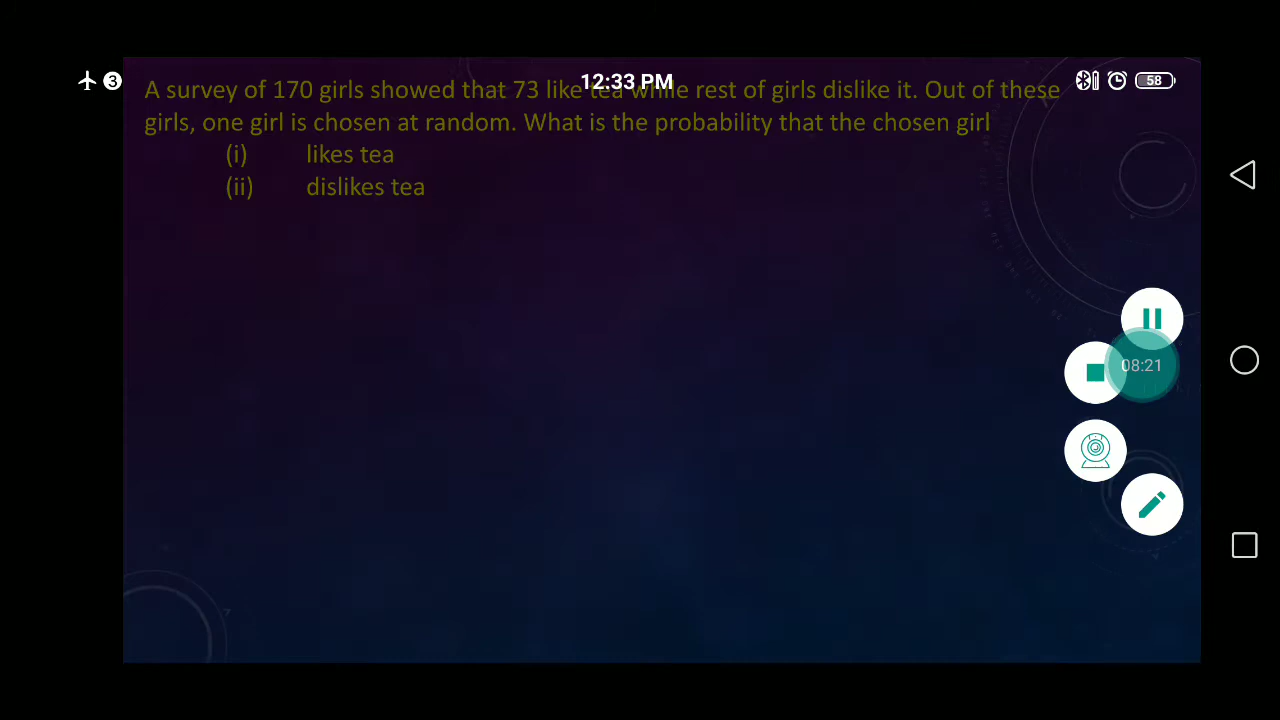 3
12:33 PM
58
A survey of 170 girls showed that 73 like tea while rest of girls dislike it. Out of these
girls, one girl is chosen at random. What is the probability that the chosen girl
(i) likes tea
(ii) dislikes tea
08:21